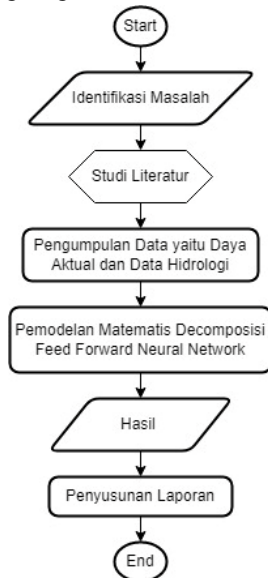 Start
Identifikasi Masalah
Studi Literatur
Pengumpulan Data yaitu Daya
Aktual dan Data Hidrologi
Pemodelan Matematis Decomposisi
Feed Forward Neural Network
Hasil
Penyusunan Laporan
End